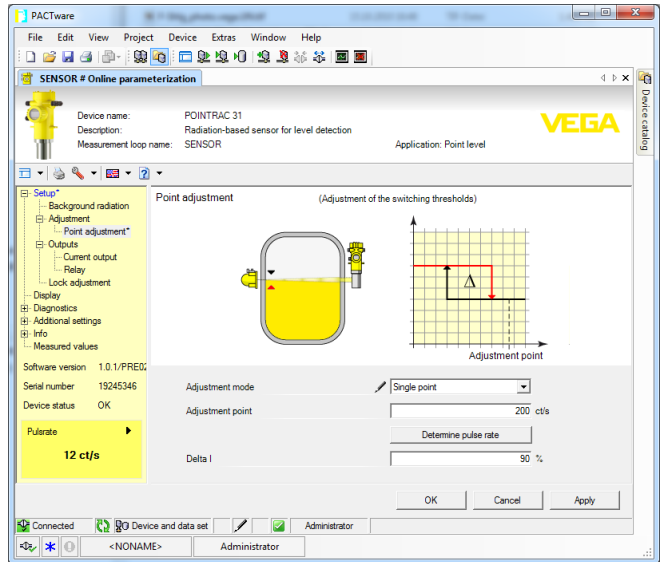 PACTware
File Edit View Project Device Extras Window Help
SENSOR # Online parameterization
Device catalog
Device name: POINTRAC 31
Description: Radiation-based sensor for level detection
Measurement loop name: SENSOR Application: Point level
VEGA
Setup*
Background radiation
Adjustment
Point adjustment*
Outputs
Current output
Relay
Lock adjustment
Display
Diagnostics
Additional settings
Info
Measured values
Software version 1.0.1/PRE02
Serial number 19245346
Device status OK
Pulsrate
12 ct/s
Point adjustment (Adjustment of the switching thresholds)
Δ
Adjustment point
Adjustment mode Single point
Adjustment point 200 ct/s
Determine pulse rate
Delta I 90 %
OK Cancel Apply
Connected Device and data set Administrator
<NONAME> Administrator